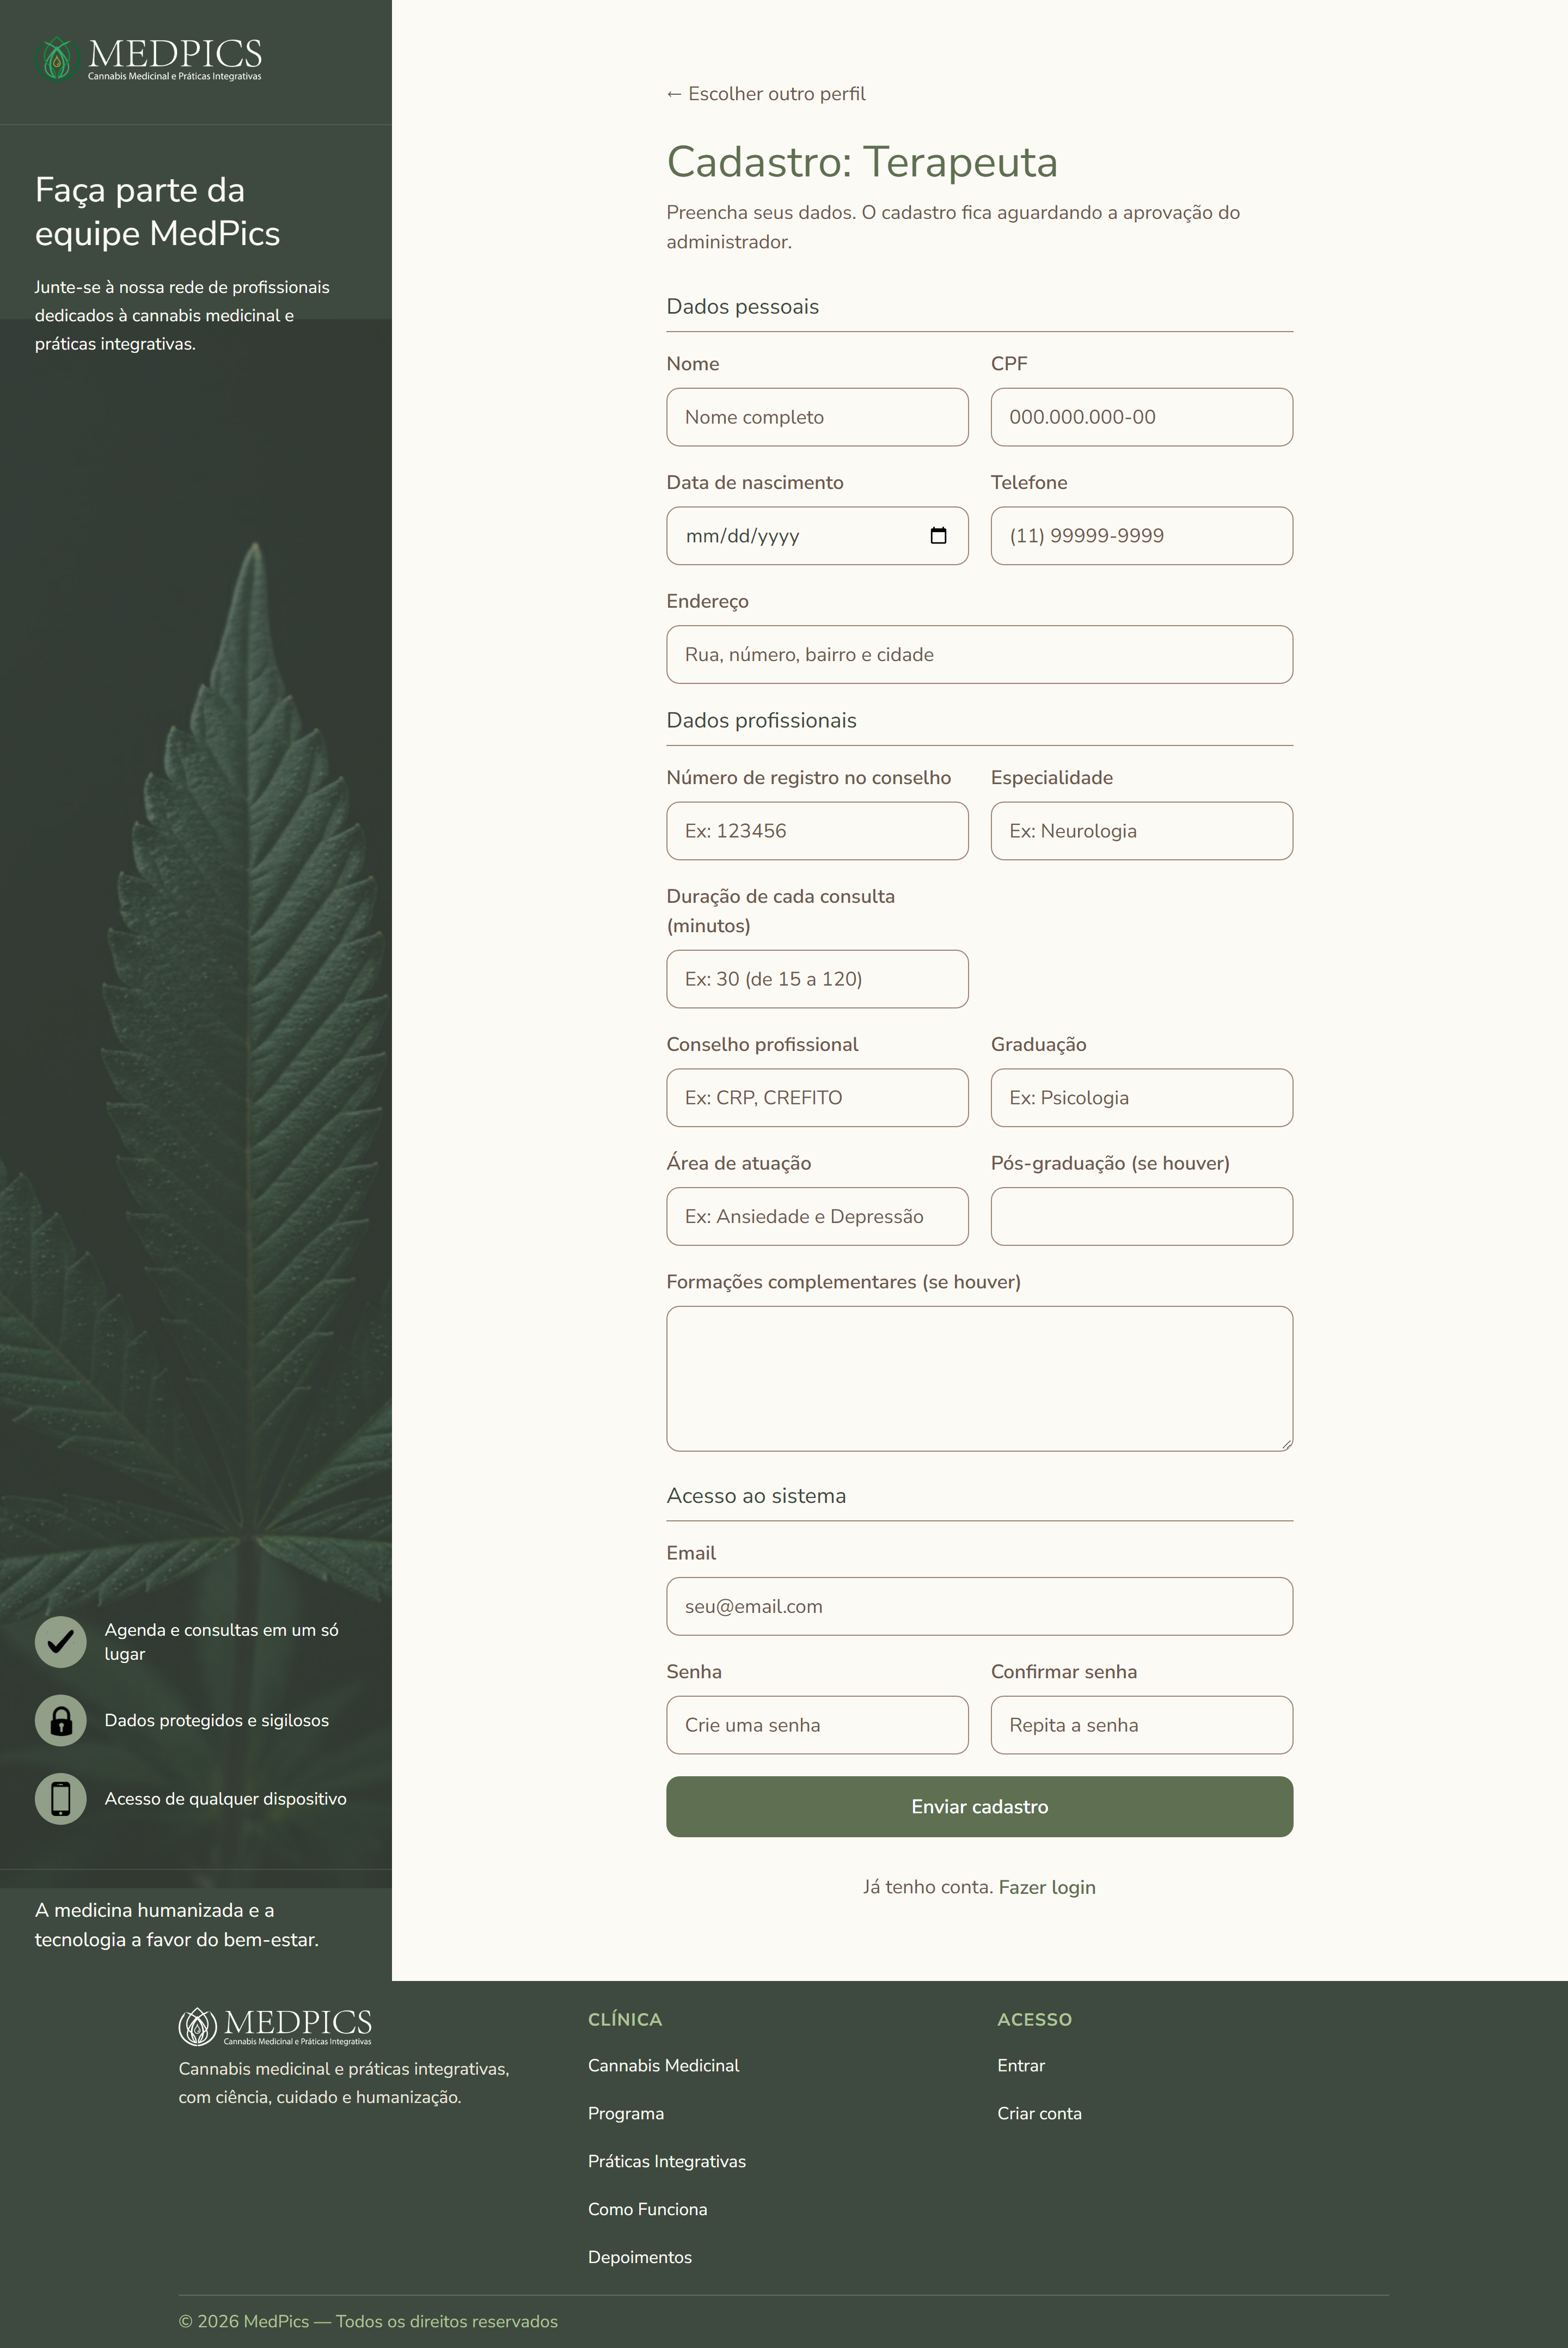 MEDPICS
Cannabis Medicinal e Práticas Integrativas
Faça parte da
equipe MedPics
Junte-se à nossa rede de profissionais
dedicados à cannabis medicinal e
práticas integrativas.
Agenda e consultas em um só
lugar
Dados protegidos e sigilosos
Acesso de qualquer dispositivo
A medicina humanizada e a
tecnologia a favor do bem-estar.
← Escolher outro perfil
Cadastro: Terapeuta
Preencha seus dados. O cadastro fica aguardando a aprovação do
administrador.
Dados pessoais
Nome
CPF
Nome completo
000.000.000-00
Data de nascimento
Telefone
mm/dd/yyyy
(11) 99999-9999
Endereço
Rua, número, bairro e cidade
Dados profissionais
Número de registro no conselho
Especialidade
Ex: 123456
Ex: Neurologia
Duração de cada consulta
(minutos)
Ex: 30 (de 15 a 120)
Conselho profissional
Graduação
Ex: CRP, CREFITO
Ex: Psicologia
Área de atuação
Pós-graduação (se houver)
Ex: Ansiedade e Depressão
Formações complementares (se houver)
Acesso ao sistema
Email
seu@email.com
Senha
Confirmar senha
Crie uma senha
Repita a senha
Enviar cadastro
Já tenho conta. Fazer login
MEDPICS
Cannabis Medicinal e Práticas Integrativas
Cannabis medicinal e práticas integrativas,
com ciência, cuidado e humanização.
CLÍNICA
Cannabis Medicinal
Programa
Práticas Integrativas
Como Funciona
Depoimentos
ACESSO
Entrar
Criar conta
© 2026 MedPics — Todos os direitos reservados